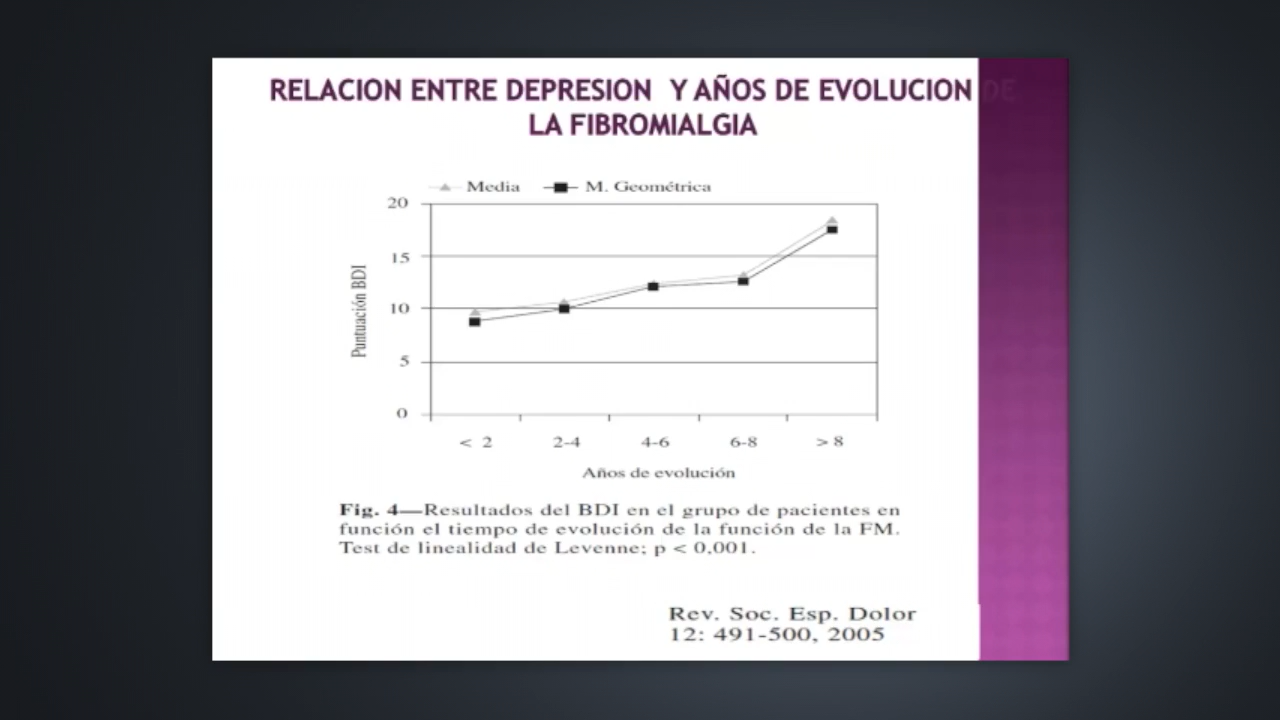 RELACION ENTRE DEPRESION Y AÑOS DE EVOLUCION DE
LA FIBROMIALGIA
Media M. Geométrica
20
15
10
5
0
Puntuación BDI
< 2 2-4 4-6 6-8 > 8
Años de evolución
Fig. 4—Resultados del BDI en el grupo de pacientes en
función el tiempo de evolución de la función de la FM.
Test de linealidad de Levenne; p < 0,001.
Rev. Soc. Esp. Dolor
12: 491-500, 2005